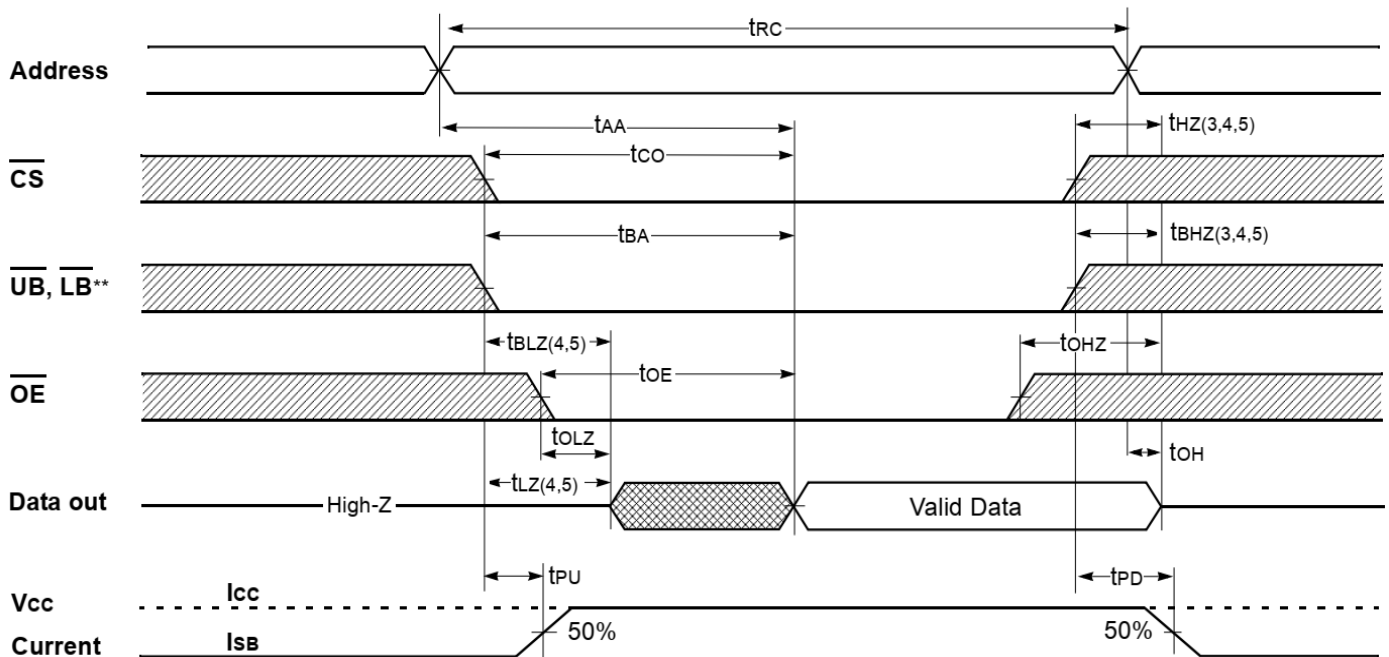 tRC
Address
tAA
tHZ(3,4,5)
tCO
CS
tBA
tBHZ(3,4,5)
UB, LB**
tBLZ(4,5)
tOHZ
tOE
OE
tOLZ
tOH
tLZ(4,5)
Data out
High-Z
Valid Data
tPU
tPD
ICC
Vcc
50%
50%
Current
ISB